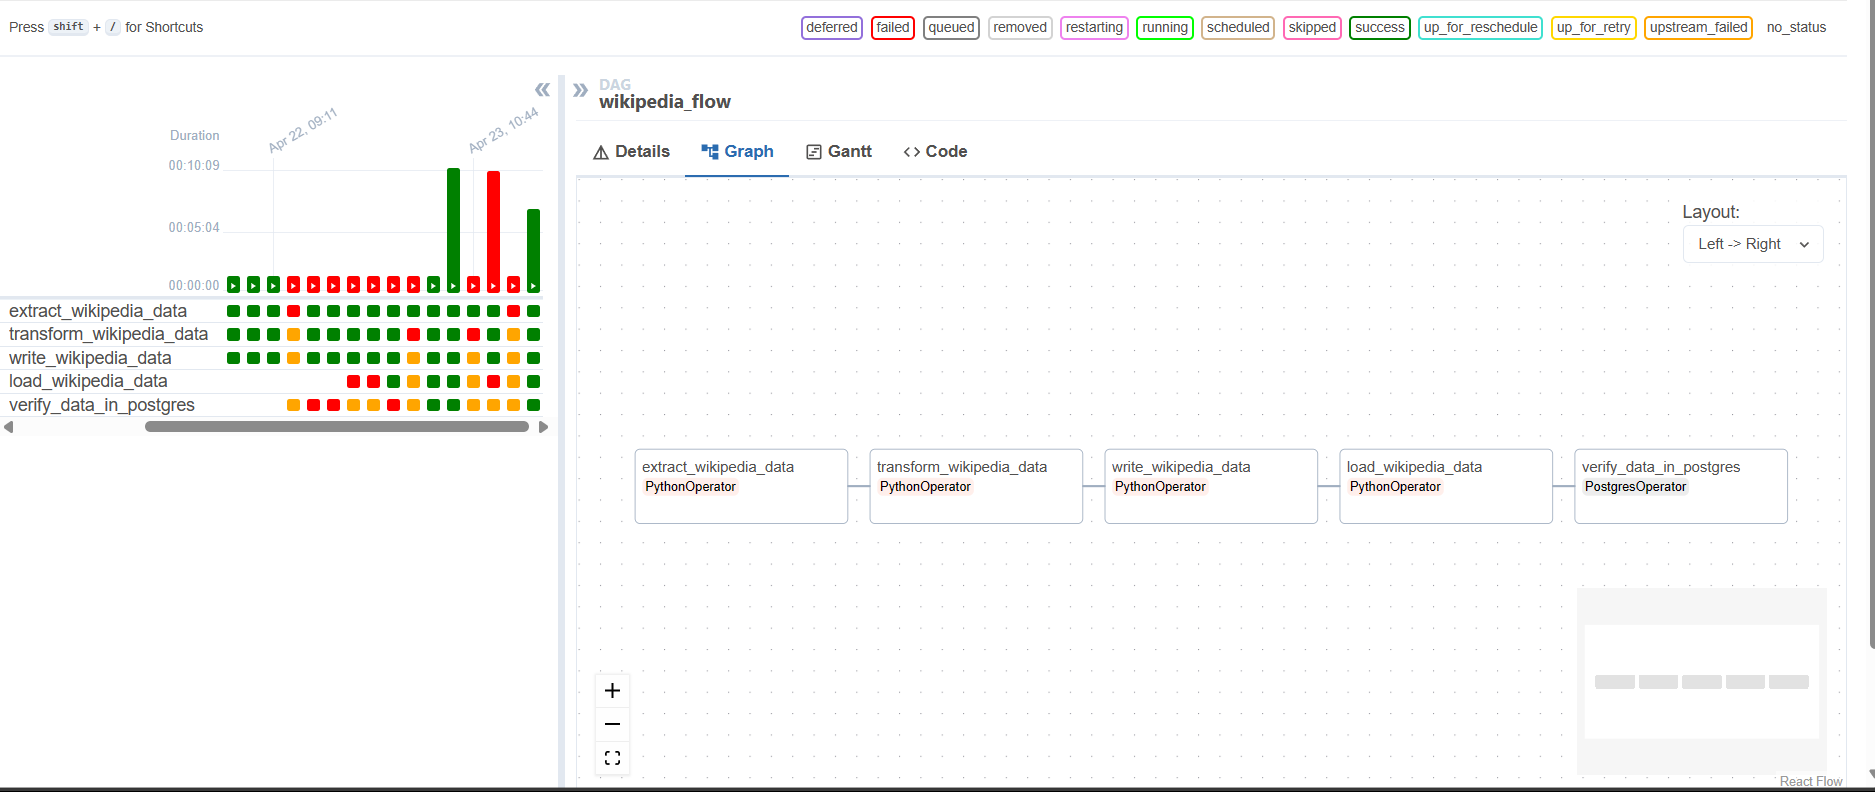 Press shift + / for Shortcuts
deferred failed queued removed restarting running scheduled skipped success up_for_reschedule up_for_retry upstream_failed no_status
DAG
wikipedia_flow
Details Graph Gantt Code
Duration
Apr 22, 09:11
Apr 23, 10:44
00:10:09
00:05:04
00:00:00
extract_wikipedia_data
transform_wikipedia_data
write_wikipedia_data
load_wikipedia_data
verify_data_in_postgres
Layout:
Left -> Right
extract_wikipedia_data
PythonOperator
transform_wikipedia_data
PythonOperator
write_wikipedia_data
PythonOperator
load_wikipedia_data
PythonOperator
verify_data_in_postgres
PostgresOperator
React Flow